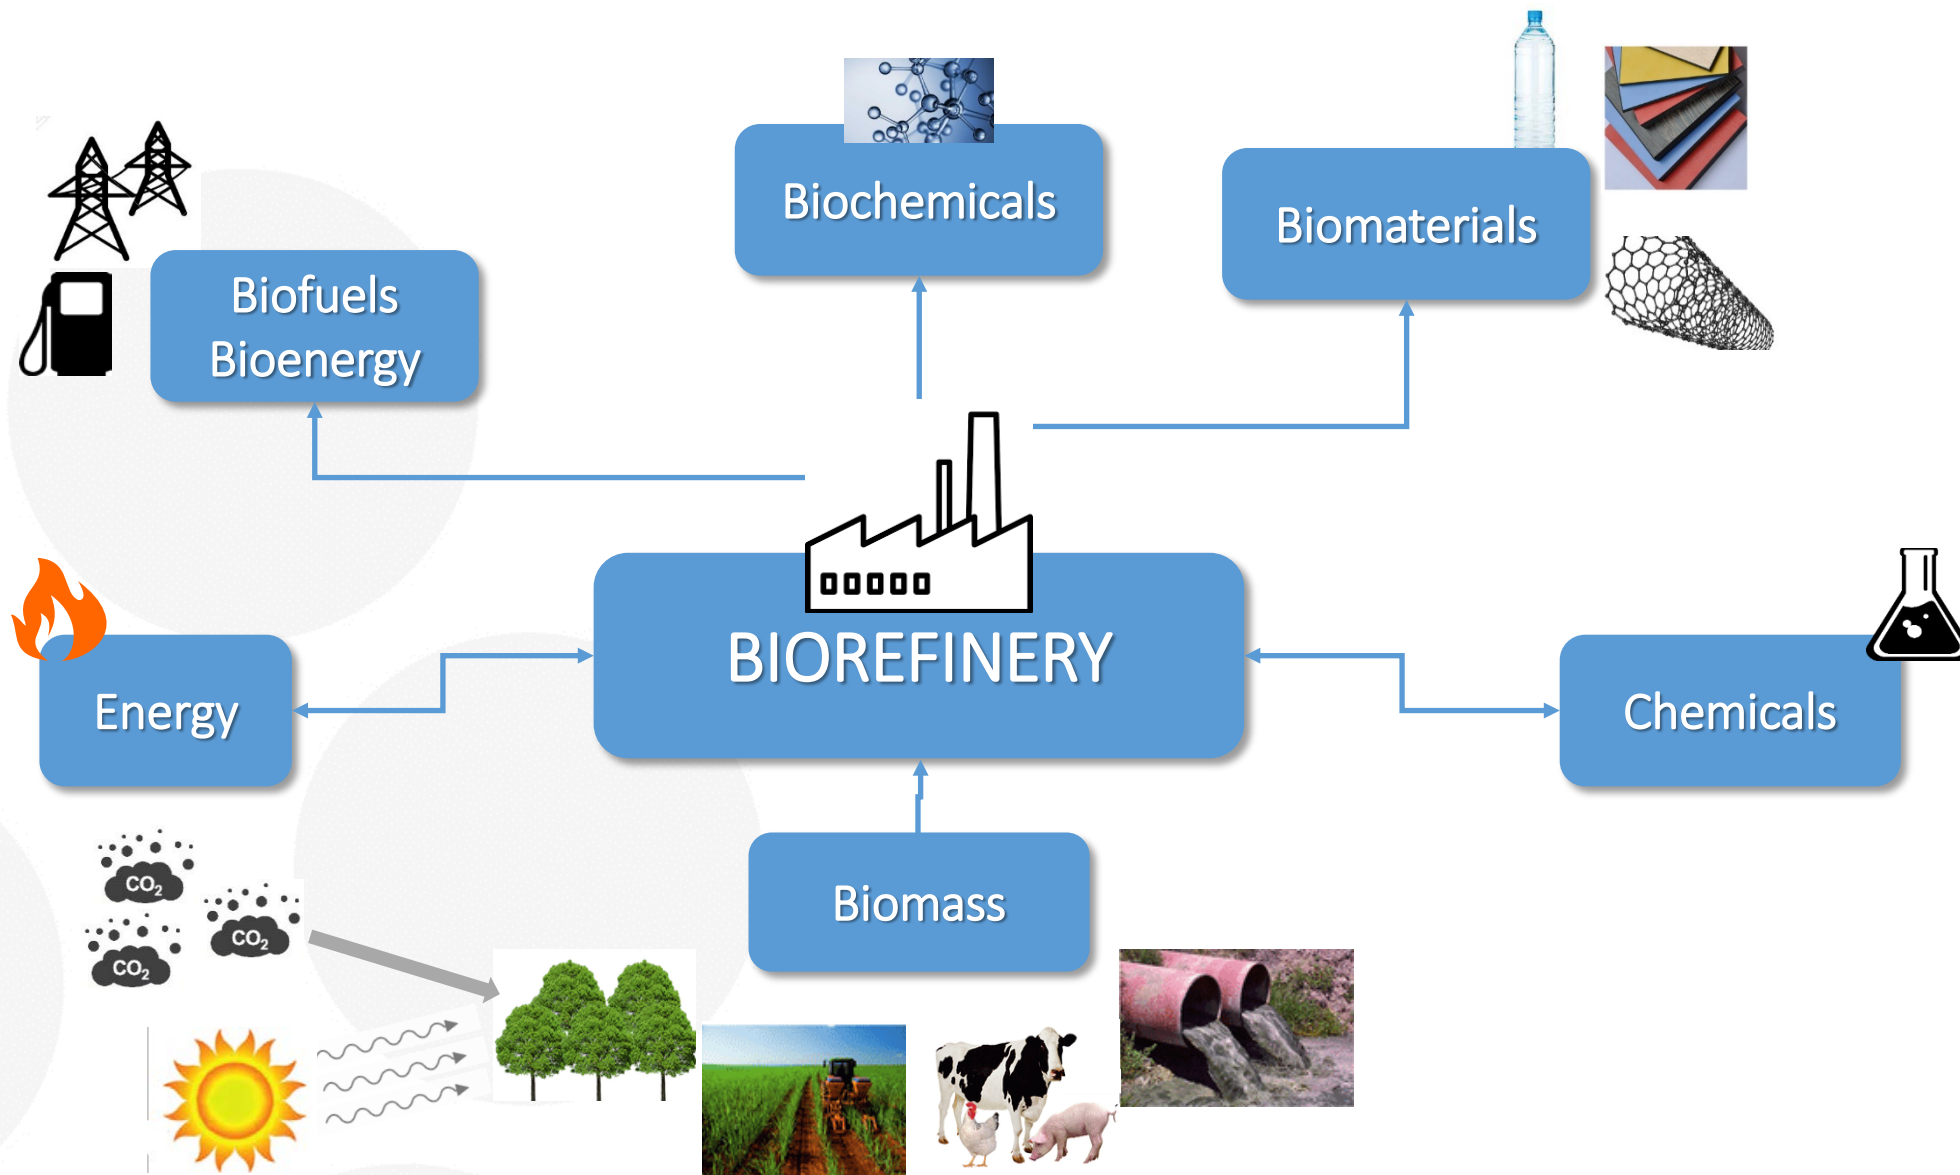 Biochemicals
Biomaterials
Biofuels
Bioenergy
BIOREFINERY
Energy
Chemicals
Biomass
CO₂
CO₂
CO₂